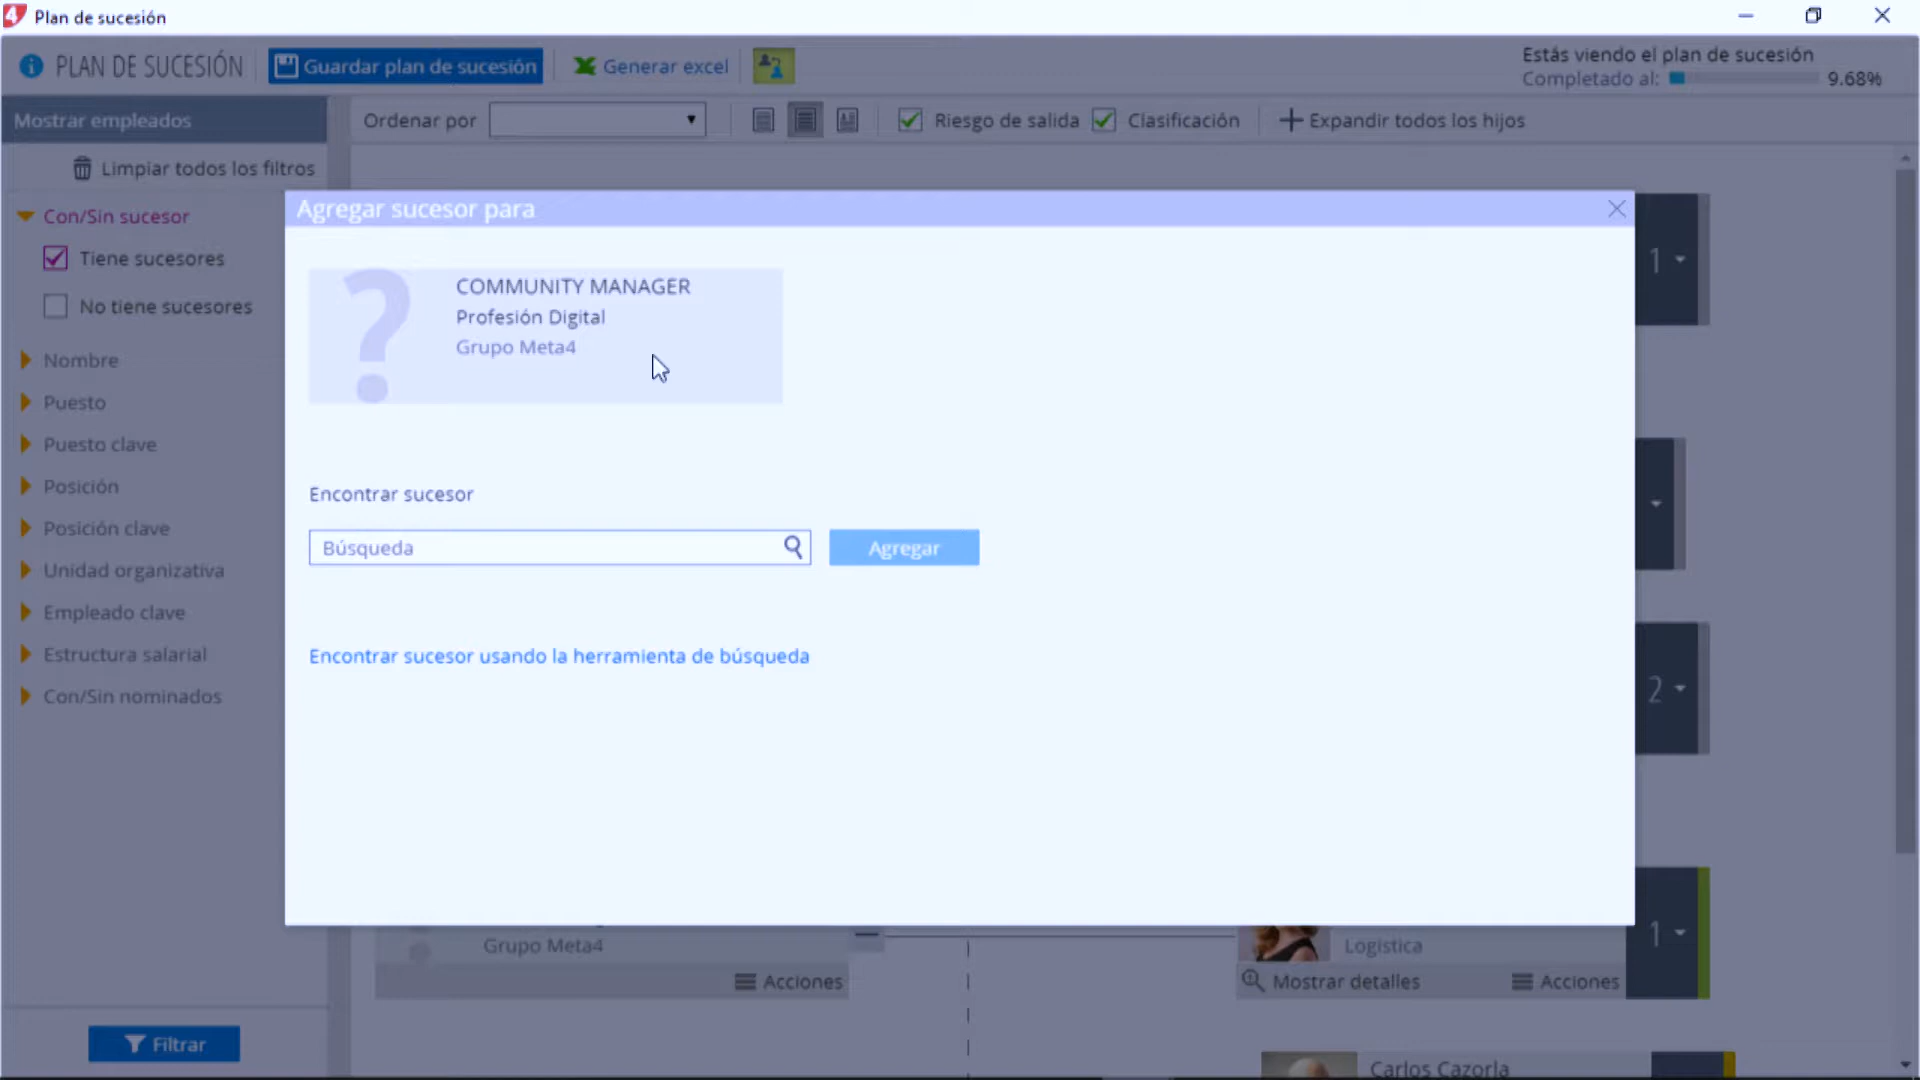 Plan de sucesión
PLAN DE SUCESIÓN
Guardar plan de sucesión
Generar excel
Estás viendo el plan de sucesión
Completado al:
9.68%
Mostrar empleados
Ordenar por
Riesgo de salida
Clasificación
Expandir todos los hijos
Limpiar todos los filtros
Con/Sin sucesor
Tiene sucesores
No tiene sucesores
Nombre
Puesto
Puesto clave
Posición
Posición clave
Unidad organizativa
Empleado clave
Estructura salarial
Con/Sin nominados
Filtrar
Agregar sucesor para
?
COMMUNITY MANAGER
Profesión Digital
Grupo Meta4
Encontrar sucesor
Búsqueda
Agregar
Encontrar sucesor usando la herramienta de búsqueda
1
2
1
Grupo Meta4
Acciones
Logistica
Mostrar detalles
Acciones
Carlos Cazorla